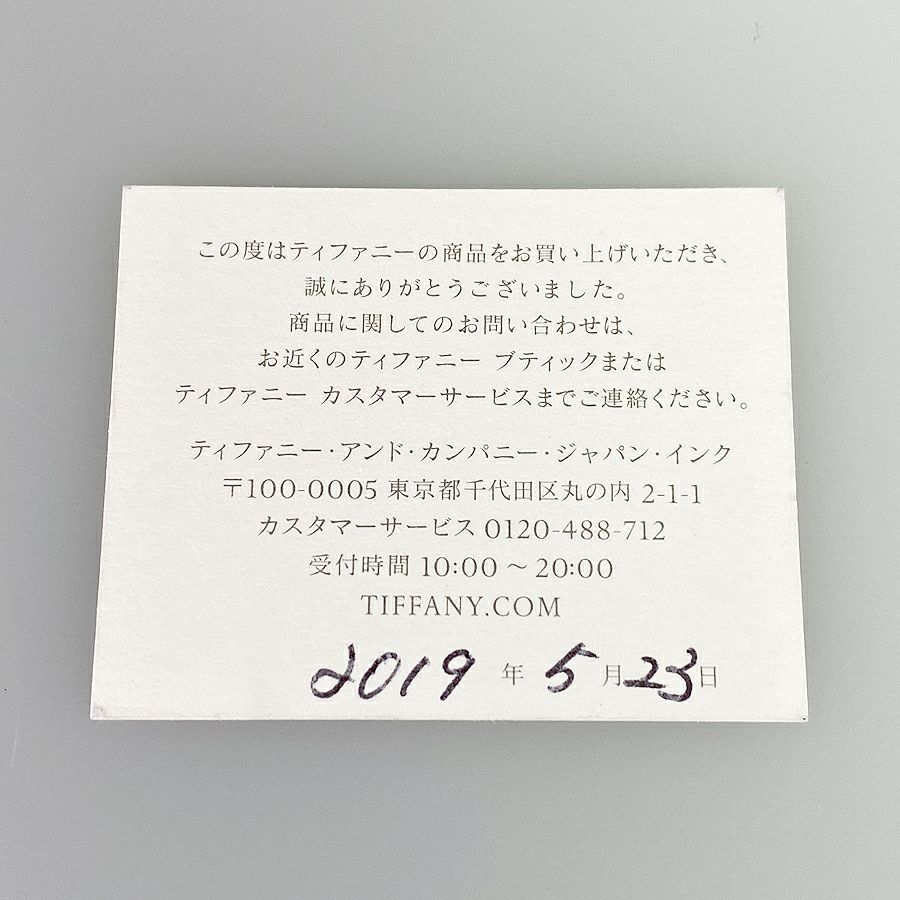 この度はティファニーの商品をお買い上げいただき、
誠にありがとうございました。
商品に関してのお問い合わせは、
お近くのティファニー ブティックまたは
ティファニー カスタマーサービスまでご連絡ください。
ティファニー・アンド・カンパニー・ジャパン・インク
〒100-0005 東京都千代田区丸の内 2-1-1
カスタマーサービス 0120-488-712
受付時間 10:00 〜 20:00
TIFFANY.COM
2019 年 5 月 23 日